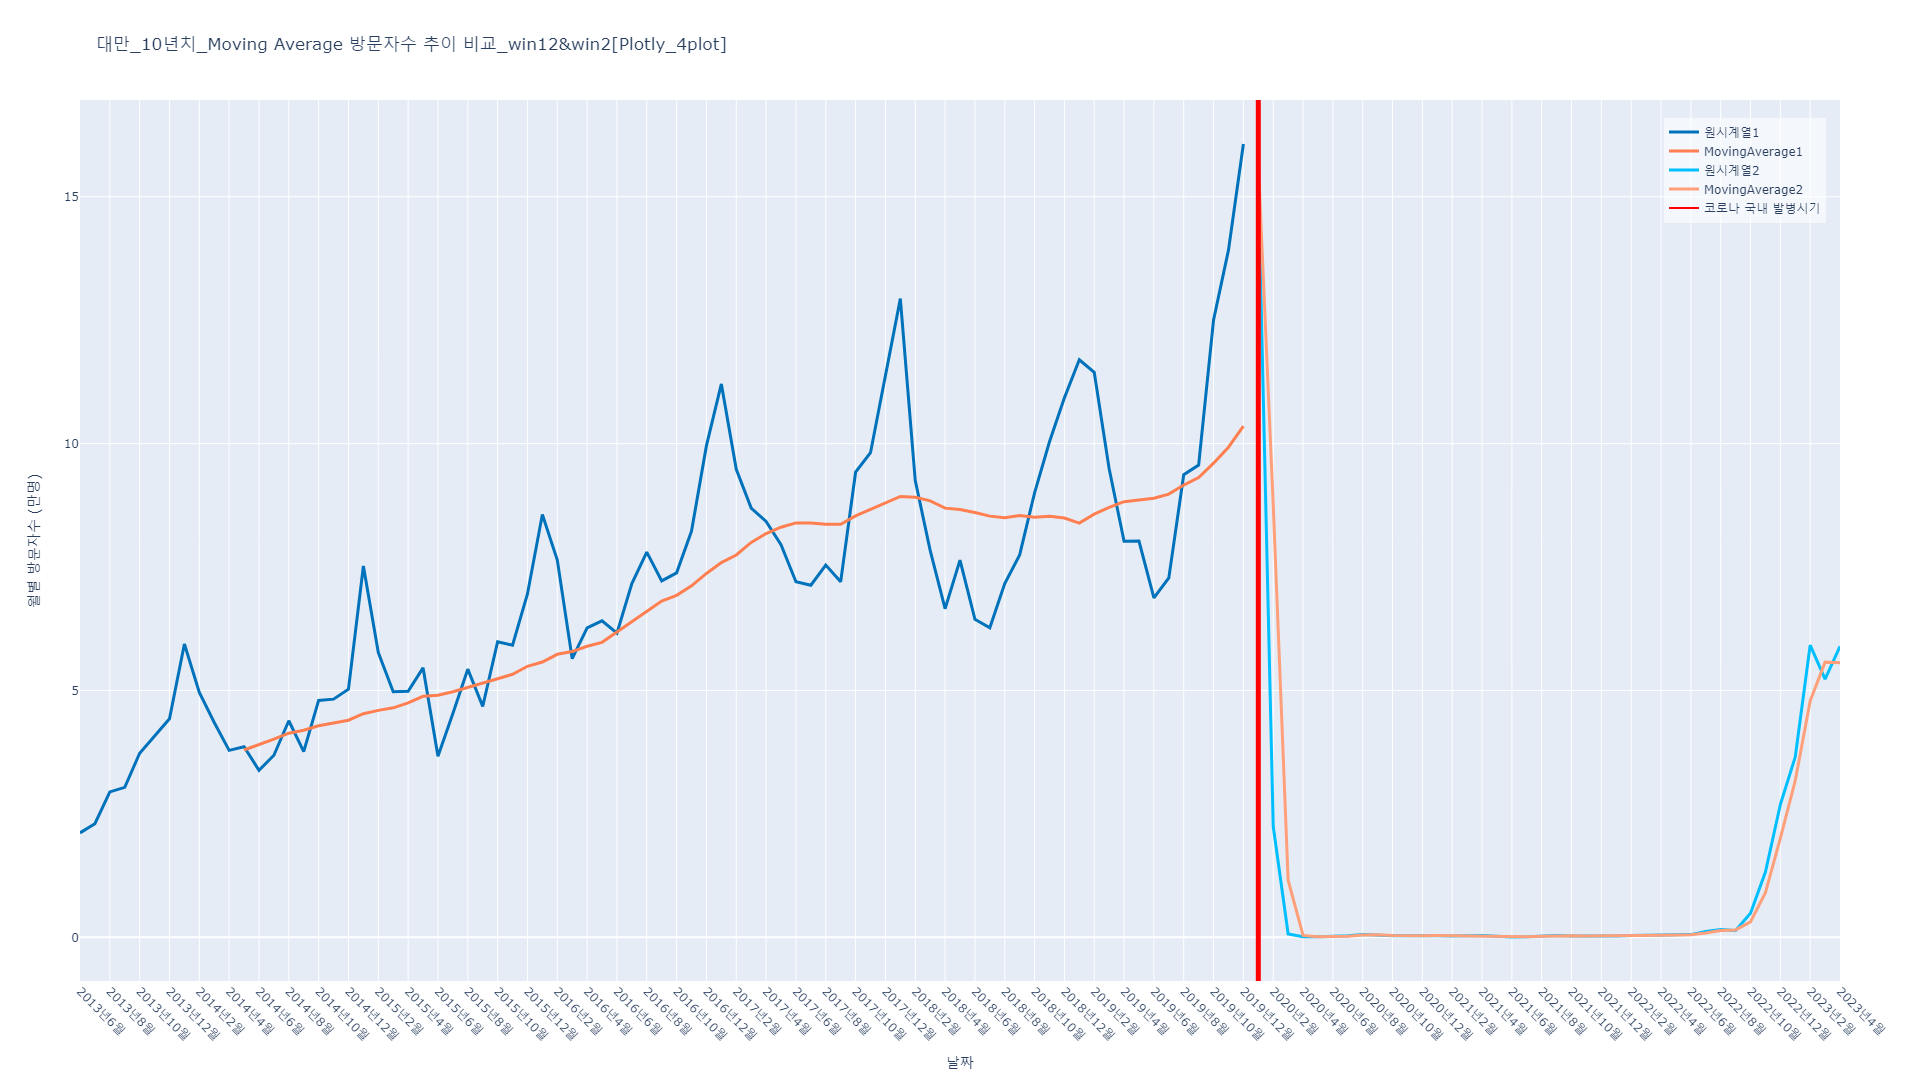 대만_10년치_Moving Average 방문자수 추이 비교_win12&win2[Plotly_4plot]
원시계열1
MovingAverage1
원시계열2
MovingAverage2
코로나 국내 발병시기
월별 방문자수 (만명)
15
10
5
0
2013년6월
2013년8월
2013년10월
2013년12월
2014년2월
2014년4월
2014년6월
2014년8월
2014년10월
2014년12월
2015년2월
2015년4월
2015년6월
2015년8월
2015년10월
2015년12월
2016년2월
2016년4월
2016년6월
2016년8월
2016년10월
2016년12월
2017년2월
2017년4월
2017년6월
2017년8월
2017년10월
2017년12월
2018년2월
2018년4월
2018년6월
2018년8월
2018년10월
2018년12월
2019년2월
2019년4월
2019년6월
2019년8월
2019년10월
2019년12월
2020년2월
2020년4월
2020년6월
2020년8월
2020년10월
2020년12월
2021년2월
2021년4월
2021년6월
2021년8월
2021년10월
2021년12월
2022년2월
2022년4월
2022년6월
2022년8월
2022년10월
2022년12월
2023년2월
2023년4월
날짜